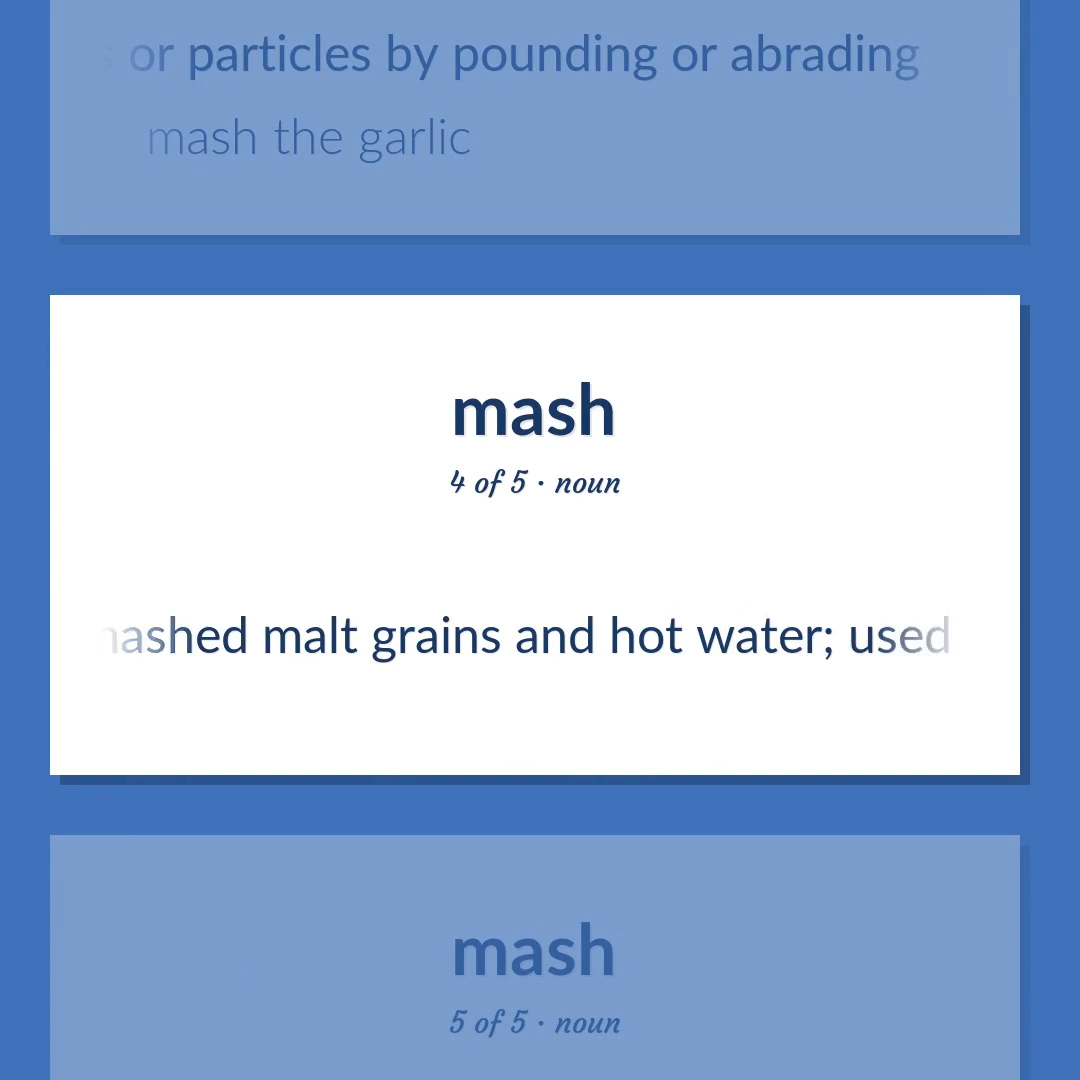 or particles by pounding or abrading
mash the garlic
mash
4 of 5 · noun
mashed malt grains and hot water; used
mash
5 of 5 · noun